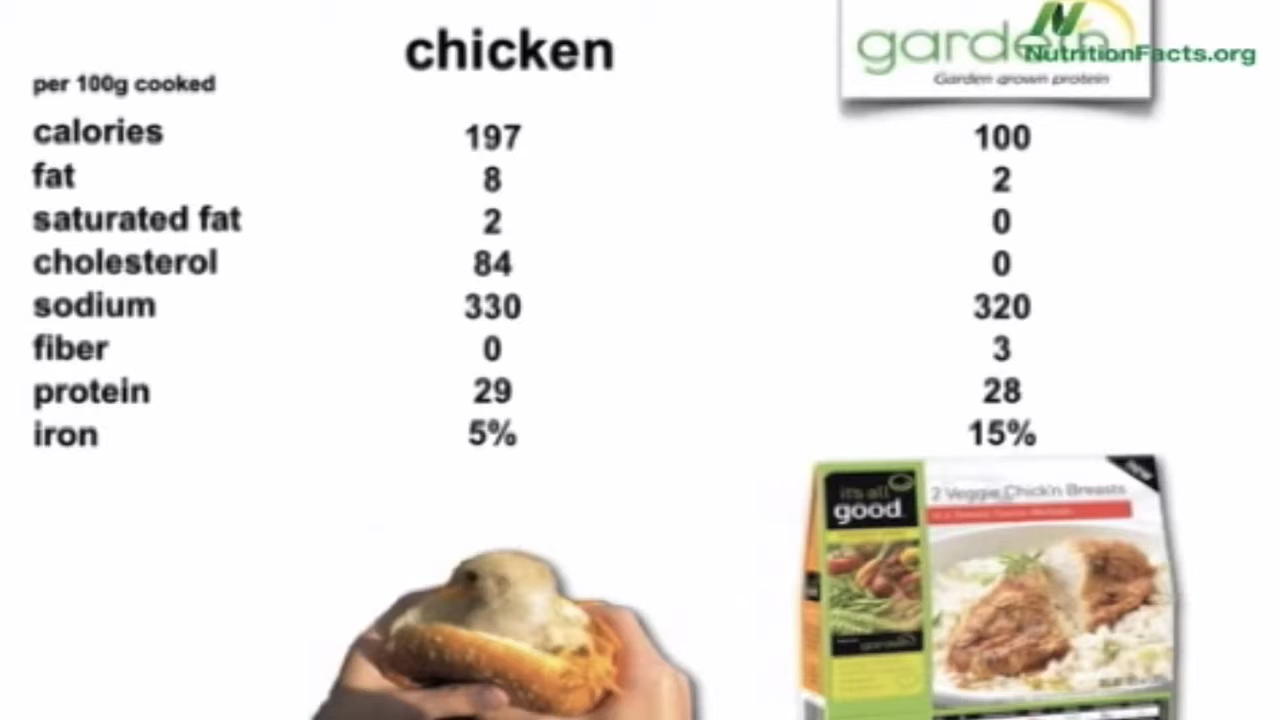 chicken
gardein
NutritionFacts.org
Garden grown protein
per 100g cooked
calories 197 100
fat 8 2
saturated fat 2 0
cholesterol 84 0
sodium 330 320
fiber 0 3
protein 29 28
iron 5% 15%
new
it's all
good
2 Veggie Chick'n Breasts
gardein